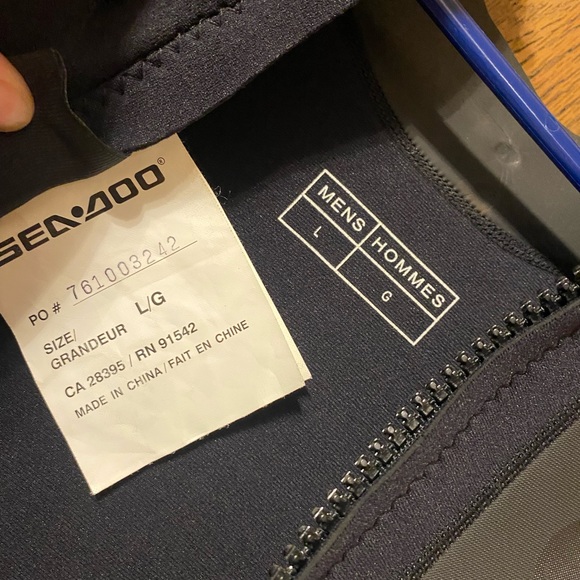 SEA-DOO®
PO # 761003242
SIZE/
GRANDEUR L/G
CA 28395 / RN 91542
MADE IN CHINA/FAIT EN CHINE
MENS HOMMES
L G